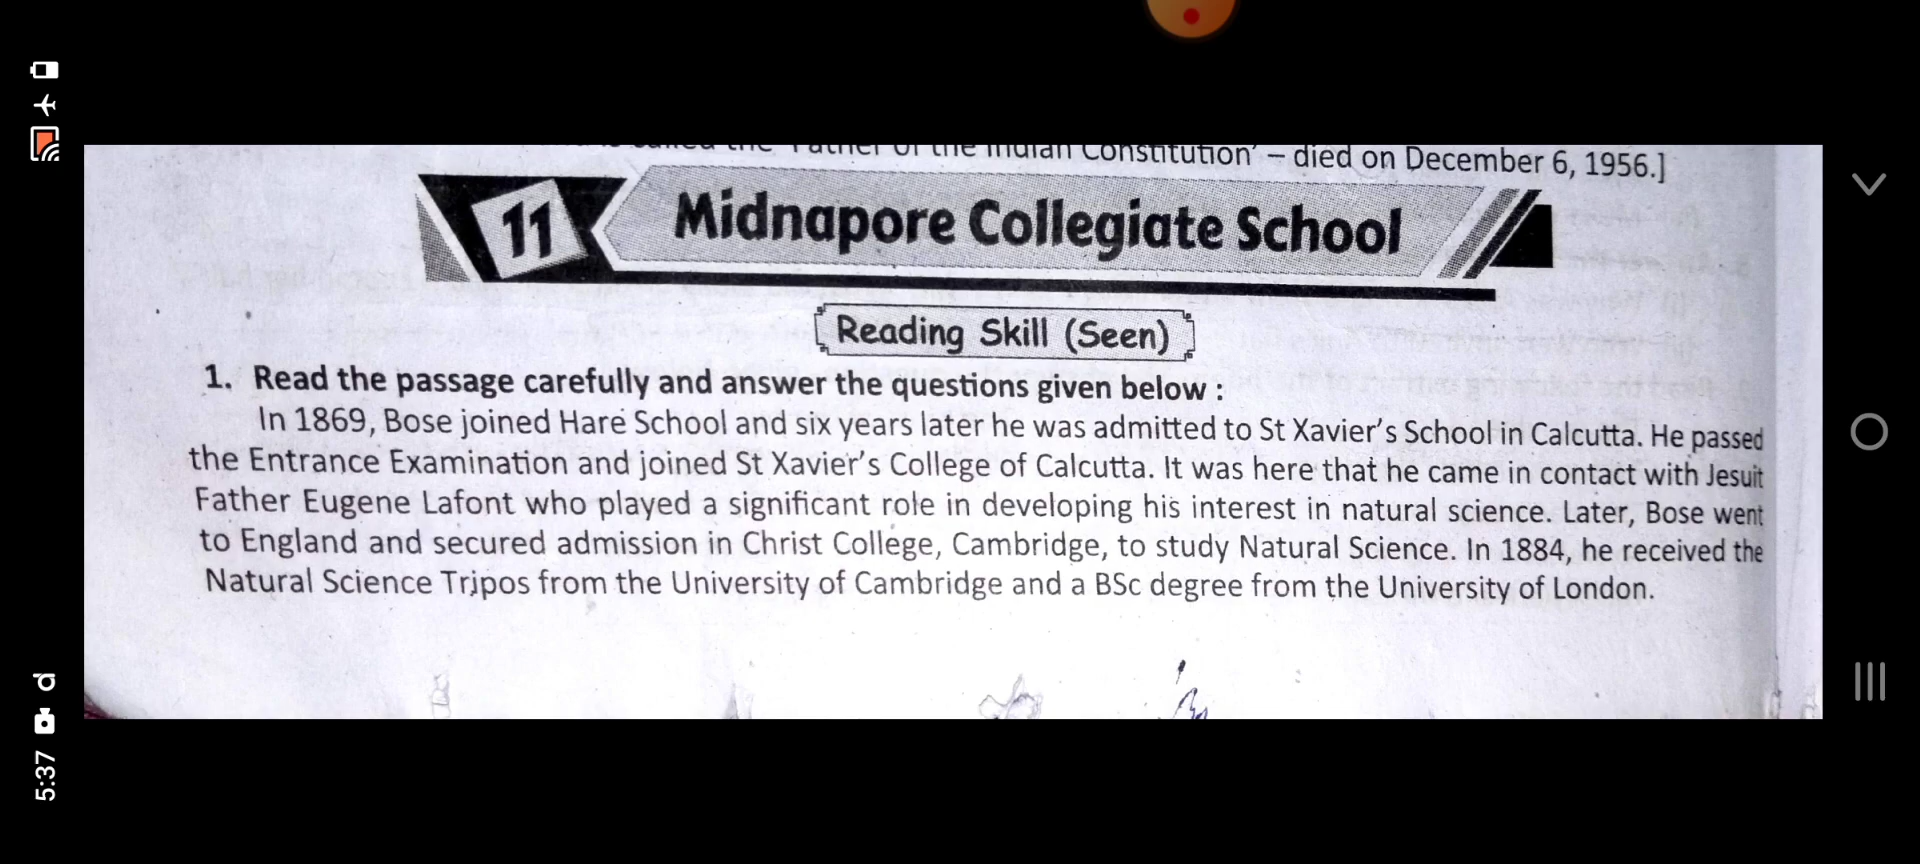 the 'Father of the Indian Constitution' – died on December 6, 1956.]
11 Midnapore Collegiate School
Reading Skill (Seen)
1. Read the passage carefully and answer the questions given below :
In 1869, Bose joined Hare School and six years later he was admitted to St Xavier's School in Calcutta. He passed
the Entrance Examination and joined St Xavier's College of Calcutta. It was here that he came in contact with Jesuit
Father Eugene Lafont who played a significant role in developing his interest in natural science. Later, Bose went
to England and secured admission in Christ College, Cambridge, to study Natural Science. In 1884, he received the
Natural Science Tripos from the University of Cambridge and a BSc degree from the University of London.
5:37